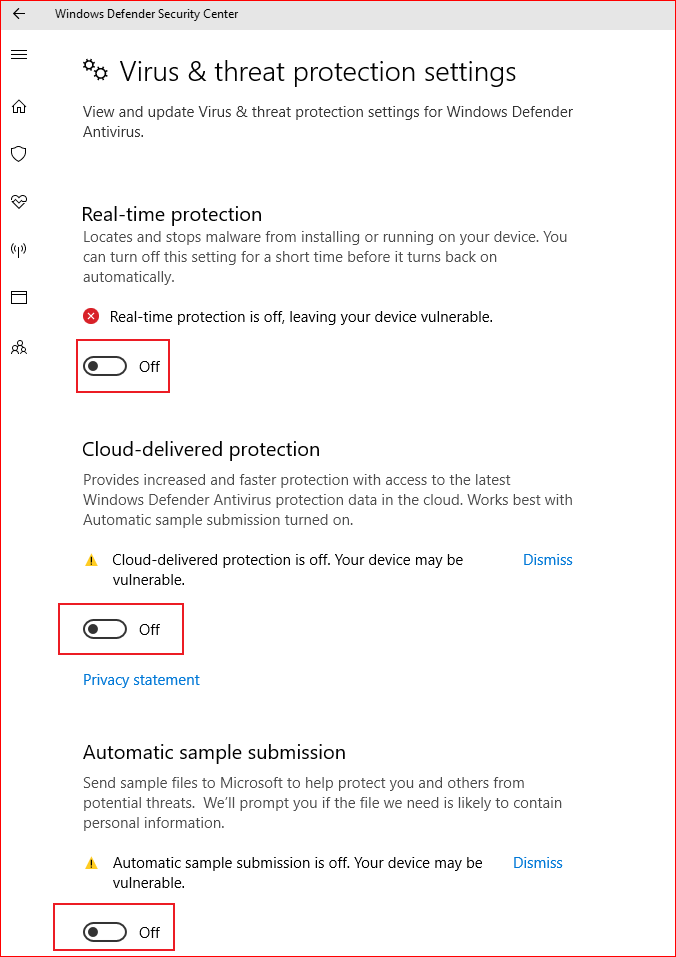 Windows Defender Security Center
Virus & threat protection settings
View and update Virus & threat protection settings for Windows Defender
Antivirus.
Real-time protection
Locates and stops malware from installing or running on your device. You
can turn off this setting for a short time before it turns back on
automatically.
Real-time protection is off, leaving your device vulnerable.
Off
Cloud-delivered protection
Provides increased and faster protection with access to the latest
Windows Defender Antivirus protection data in the cloud. Works best with
Automatic sample submission turned on.
Cloud-delivered protection is off. Your device may be Dismiss
vulnerable.
Off
Privacy statement
Automatic sample submission
Send sample files to Microsoft to help protect you and others from
potential threats. We’ll prompt you if the file we need is likely to contain
personal information.
Automatic sample submission is off. Your device may be Dismiss
vulnerable.
Off